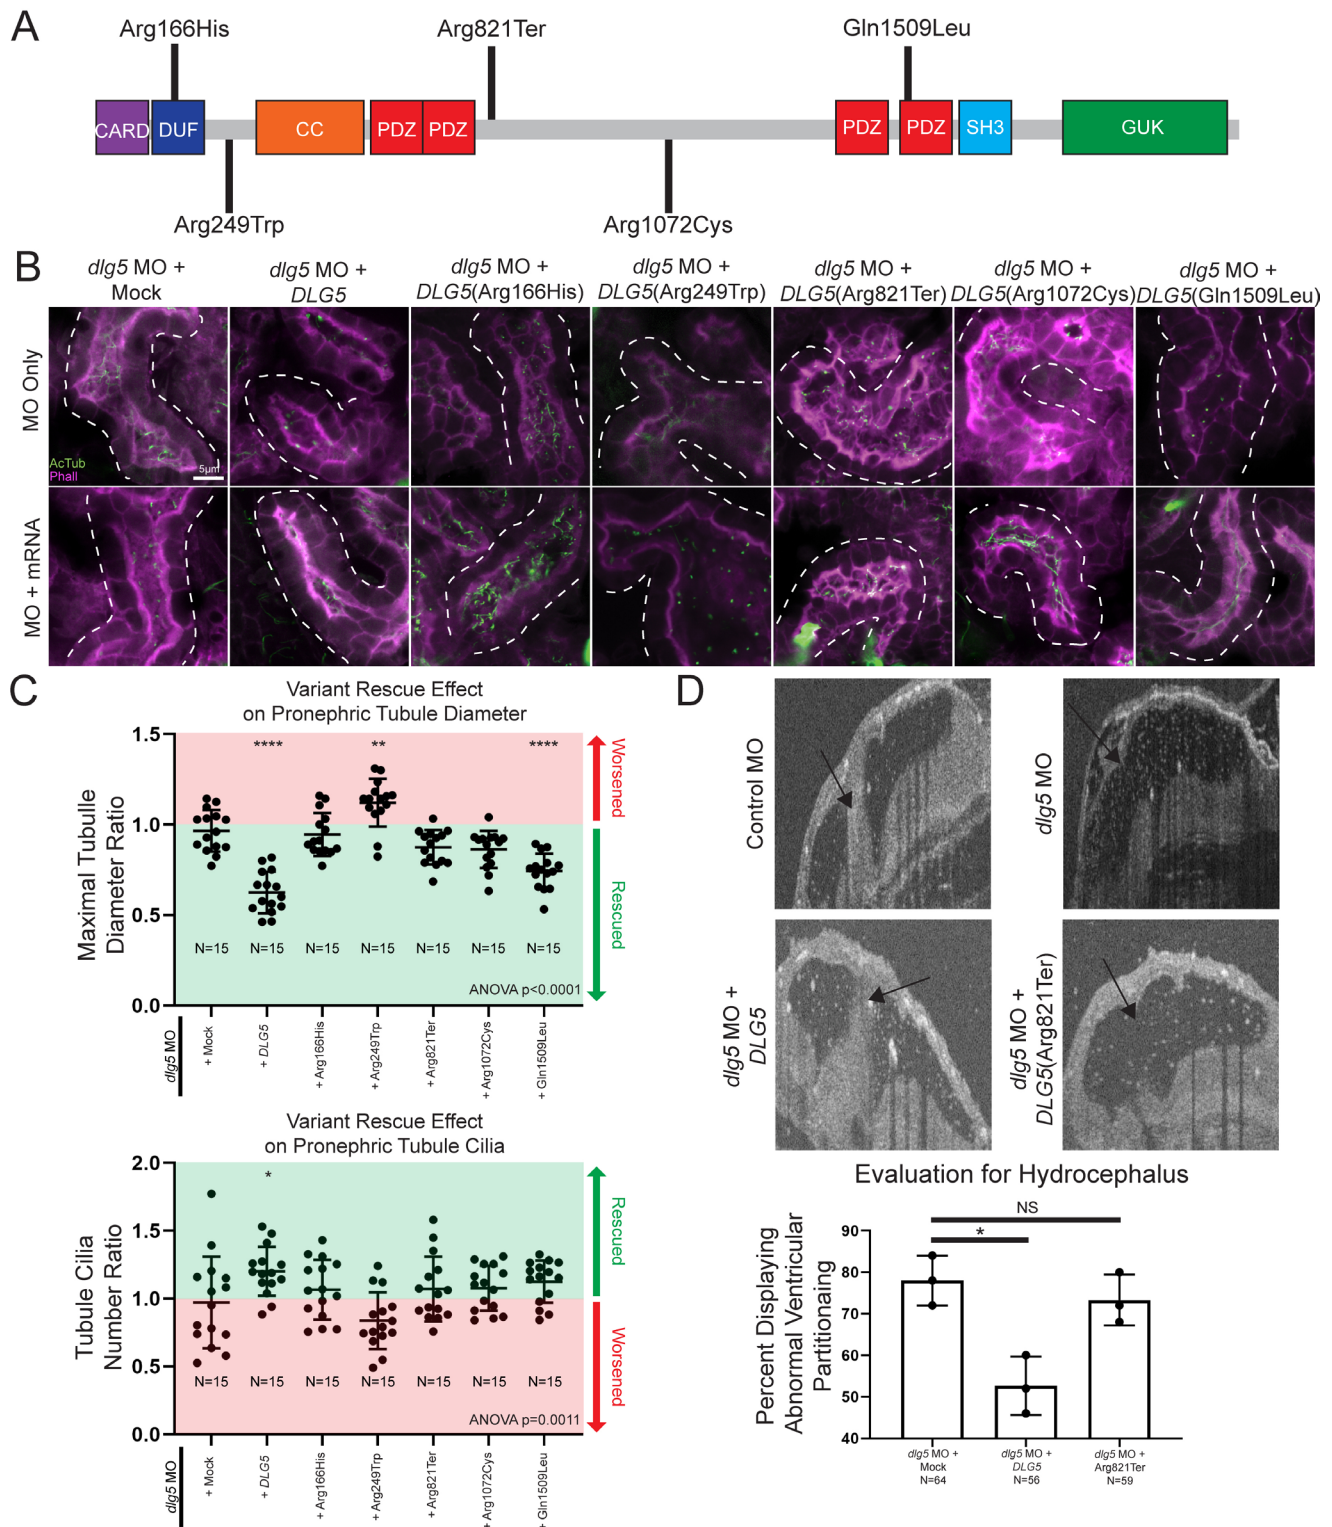 A
Arg166His
Arg821Ter
Gln1509Leu
CARD
DUF
CC
PDZ
PDZ
PDZ
PDZ
SH3
GUK
Arg249Trp
Arg1072Cys
B
dlg5 MO +
Mock
dlg5 MO +
DLG5
dlg5 MO +
DLG5(Arg166His)
dlg5 MO +
DLG5(Arg249Trp)
dlg5 MO +
DLG5(Arg821Ter)
dlg5 MO +
DLG5(Arg1072Cys)
dlg5 MO +
DLG5(Gln1509Leu)
MO Only
AcTub
Phall
5µm
MO + mRNA
C
Variant Rescue Effect
on Pronephric Tubule Diameter
Maximal Tubulle
Diameter Ratio
1.5
1.0
0.5
0.0
****
**
****
N=15
N=15
N=15
N=15
N=15
N=15
N=15
ANOVA p<0.0001
Worsened
Rescued
dlg5 MO
+ Mock
+ DLG5
+ Arg166His
+ Arg249Trp
+ Arg821Ter
+ Arg1072Cys
+ Gln1509Leu
Variant Rescue Effect
on Pronephric Tubule Cilia
Tubule Cilia
Number Ratio
2.0
1.5
1.0
0.5
0.0
*
N=15
N=15
N=15
N=15
N=15
N=15
N=15
ANOVA p=0.0011
Rescued
Worsened
dlg5 MO
+ Mock
+ DLG5
+ Arg166His
+ Arg249Trp
+ Arg821Ter
+ Arg1072Cys
+ Gln1509Leu
D
Control MO
dlg5 MO
dlg5 MO +
DLG5
dlg5 MO +
DLG5(Arg821Ter)
Evaluation for Hydrocephalus
Percent Displaying
Abnormal Ventricular
Partitionaing
90
80
70
60
50
40
NS
*
dlg5 MO +
Mock
N=64
dlg5 MO +
DLG5
N=56
dlg5 MO +
Arg821Ter
N=59